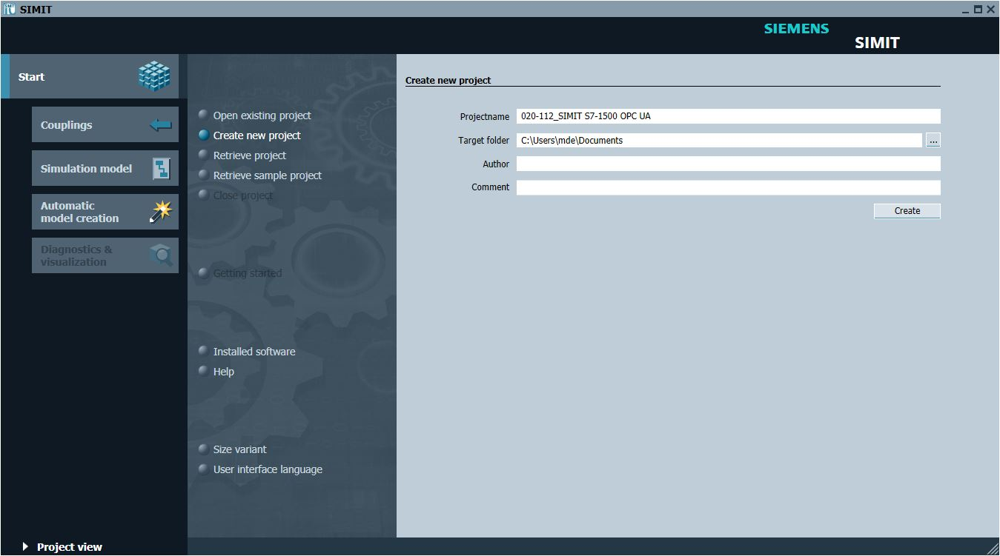 SIMIT
SIEMENS
SIMIT
Start
Couplings
Simulation model
Automatic
model creation
Diagnostics &
visualization
Project view
Open existing project
Create new project
Retrieve project
Retrieve sample project
Close project
Getting started
Installed software
Help
Size variant
User interface language
Create new project
Projectname 020-112_SIMIT S7-1500 OPC UA
Target folder C:\Users\mde\Documents ...
Author
Comment
Create